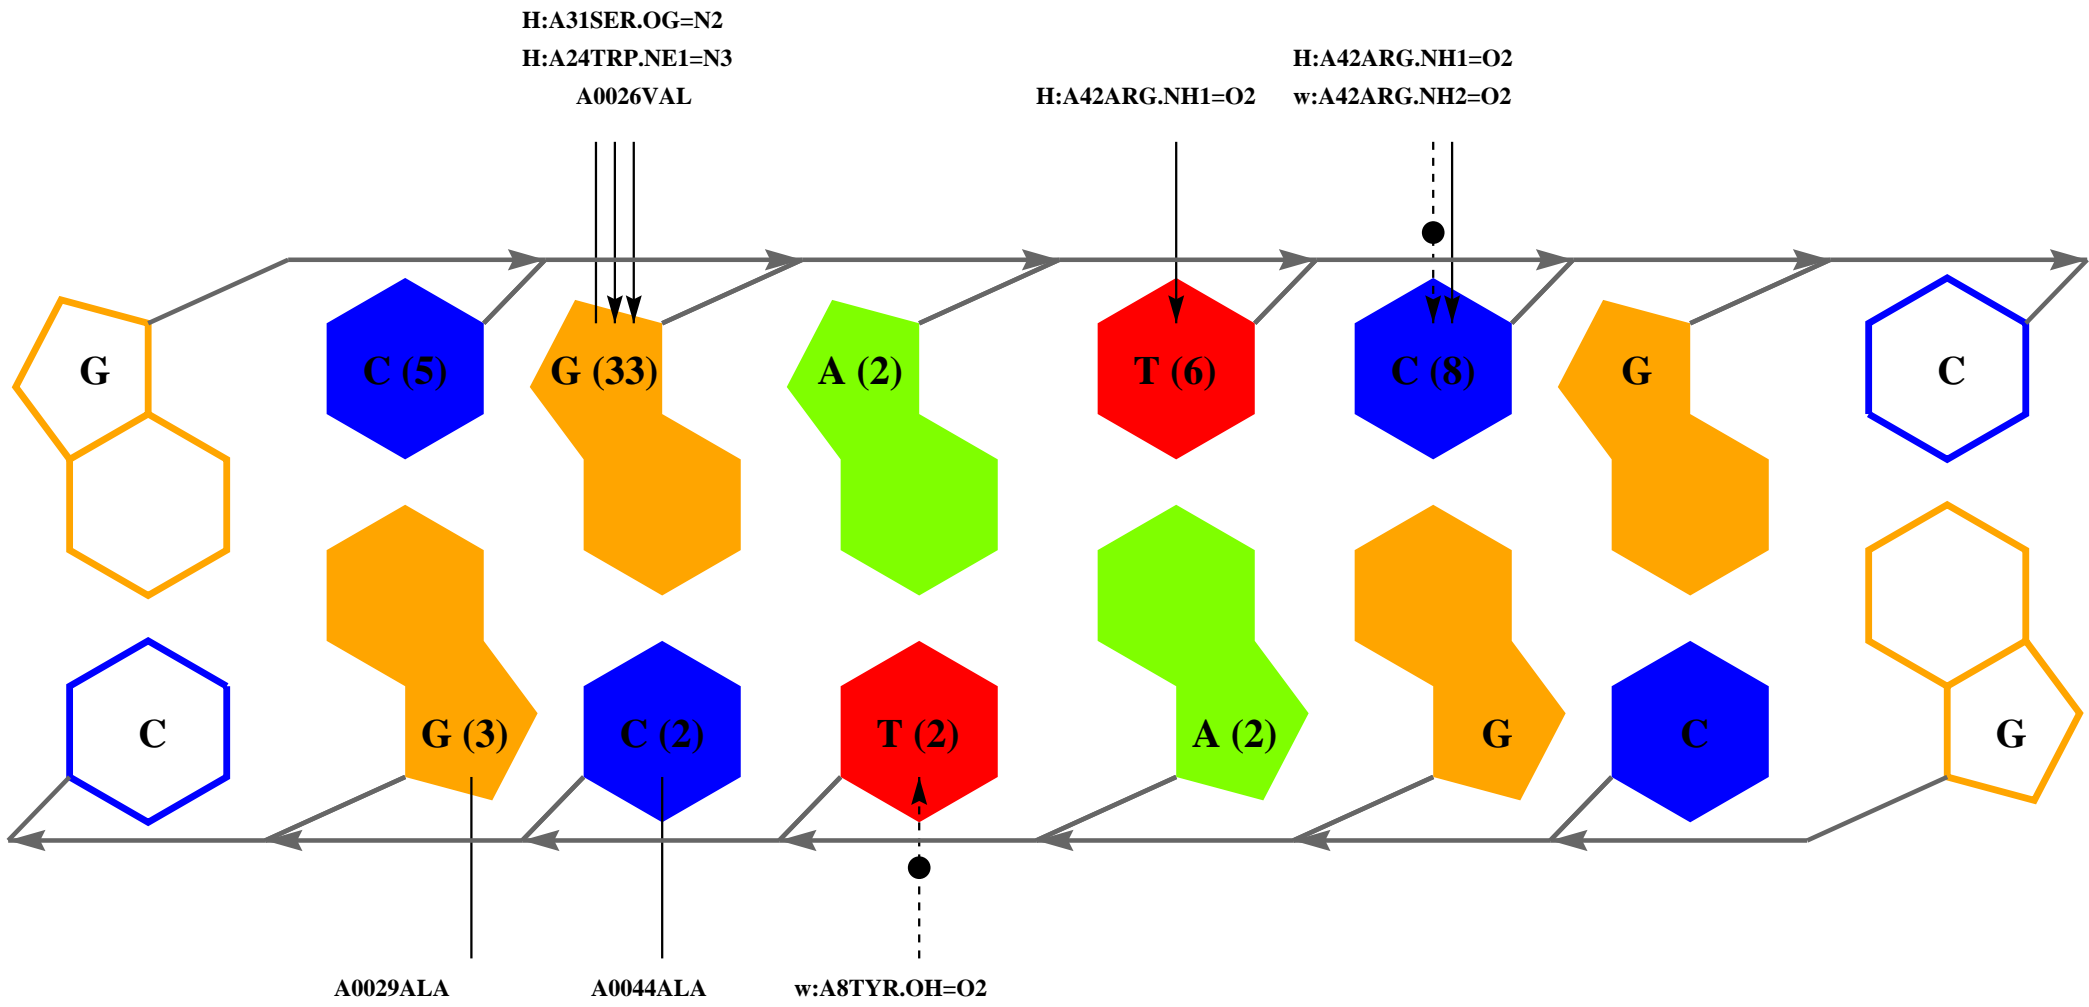 H:A31SER.OG=N2
H:A24TRP.NE1=N3 H:A42ARG.NH1=O2
A0026VAL H:A42ARG.NH1=O2 w:A42ARG.NH2=O2
G C (5) G (33) A (2) T (6) C (8) G C
C G (3) C (2) T (2) A (2) G C G
A0029ALA A0044ALA w:A8TYR.OH=O2